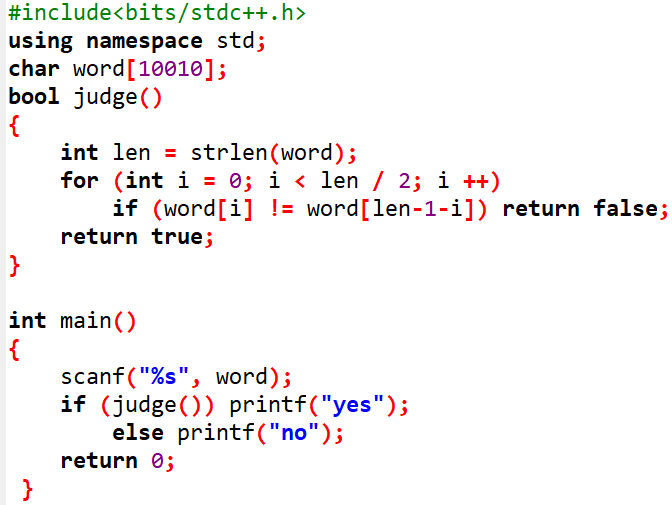 #include<bits/stdc++.h>
using namespace std;
char word[10010];
bool judge()
{
    int len = strlen(word);
    for (int i = 0; i < len / 2; i ++)
        if (word[i] != word[len-1-i]) return false;
    return true;
}

int main()
{
    scanf("%s", word);
    if (judge()) printf("yes");
        else printf("no");
    return 0;
 }